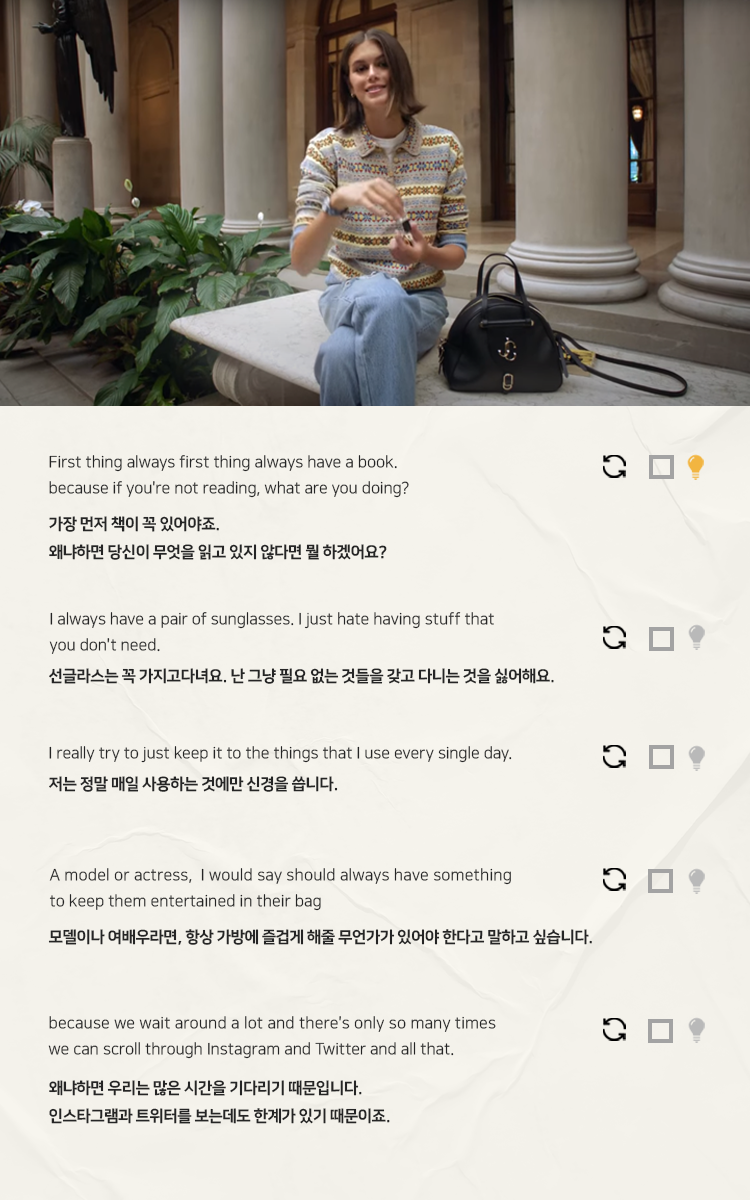 First thing always first thing always have a book.
because if you're not reading, what are you doing?
가장 먼저 책이 꼭 있어야죠.
왜냐하면 당신이 무엇을 읽고 있지 않다면 뭘 하겠어요?
I always have a pair of sunglasses. I just hate having stuff that
you don't need.
선글라스는 꼭 가지고다녀요. 난 그냥 필요 없는 것들을 갖고 다니는 것을 싫어해요.
I really try to just keep it to the things that I use every single day.
저는 정말 매일 사용하는 것에만 신경을 씁니다.
A model or actress, I would say should always have something
to keep them entertained in their bag
모델이나 여배우라면, 항상 가방에 즐겁게 해줄 무언가가 있어야 한다고 말하고 싶습니다.
because we wait around a lot and there's only so many times
we can scroll through Instagram and Twitter and all that.
왜냐하면 우리는 많은 시간을 기다리기 때문입니다.
인스타그램과 트위터를 보는데도 한계가 있기 때문이죠.